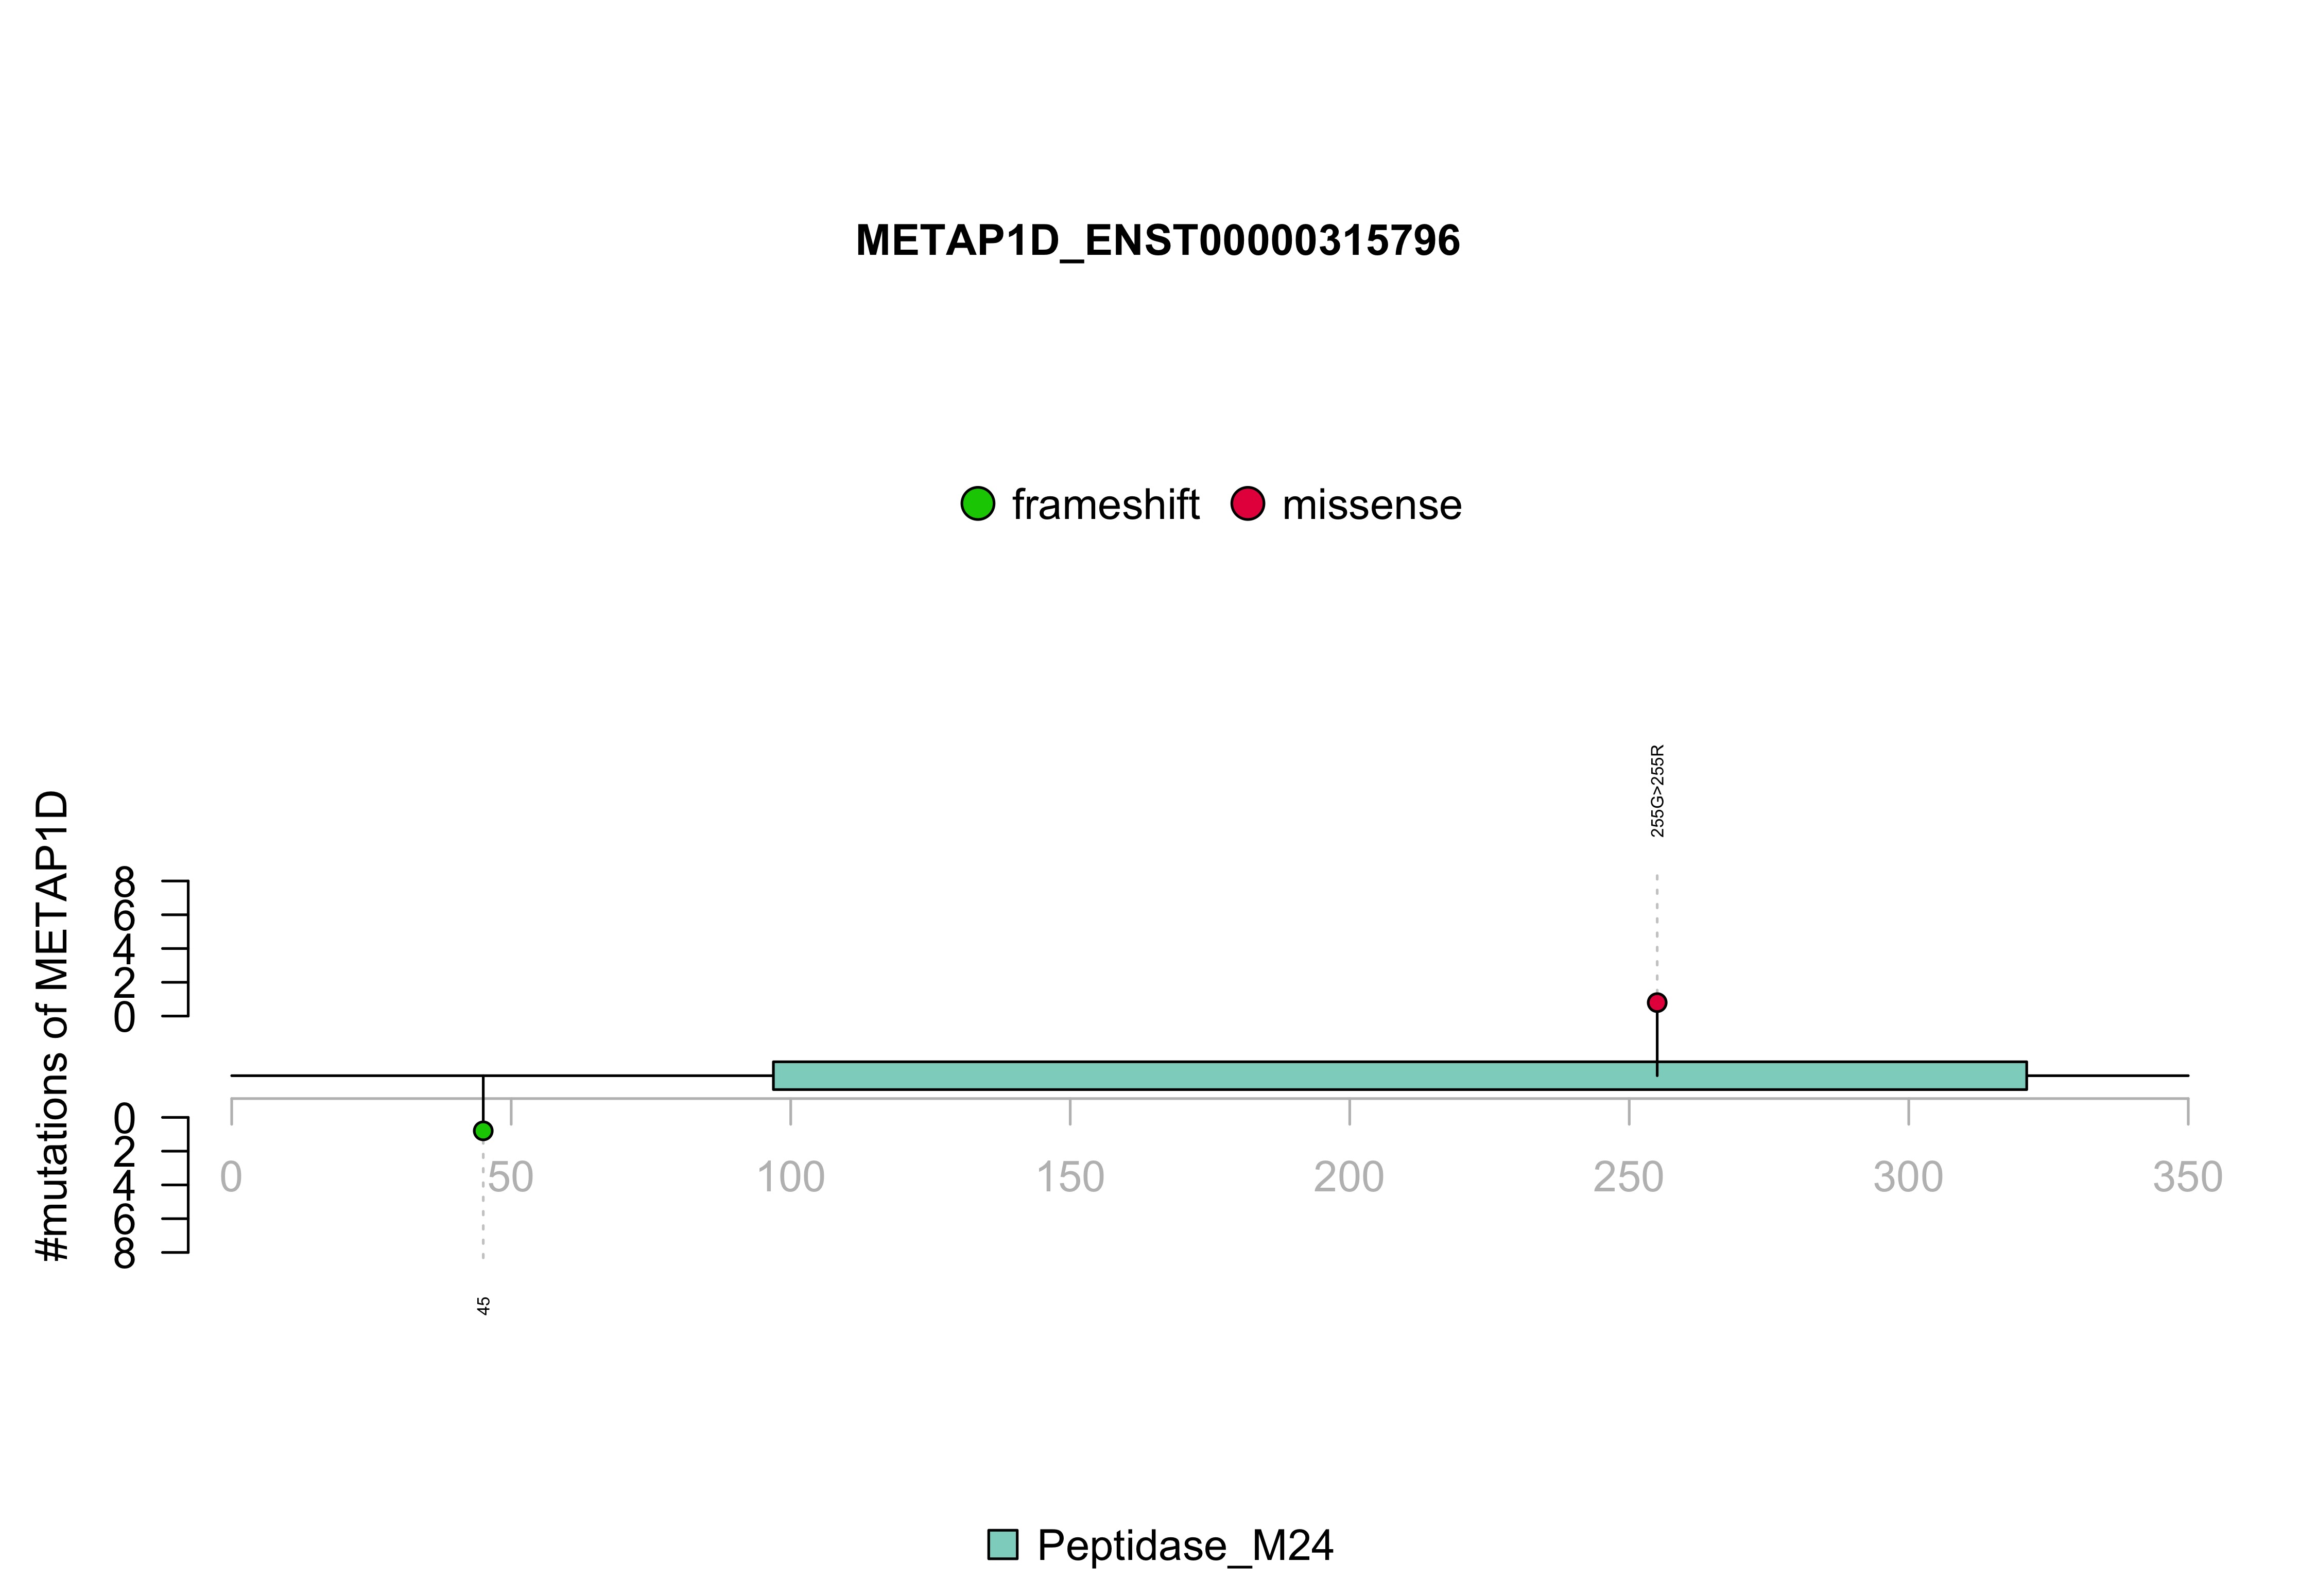 METAP1D_ENST00000315796
frameshift missense
255G>255R
#mutations of METAP1D
8
6
4
2
0
0
2
4
6
8
0 50 100 150 200 250 300 350
45
Peptidase_M24